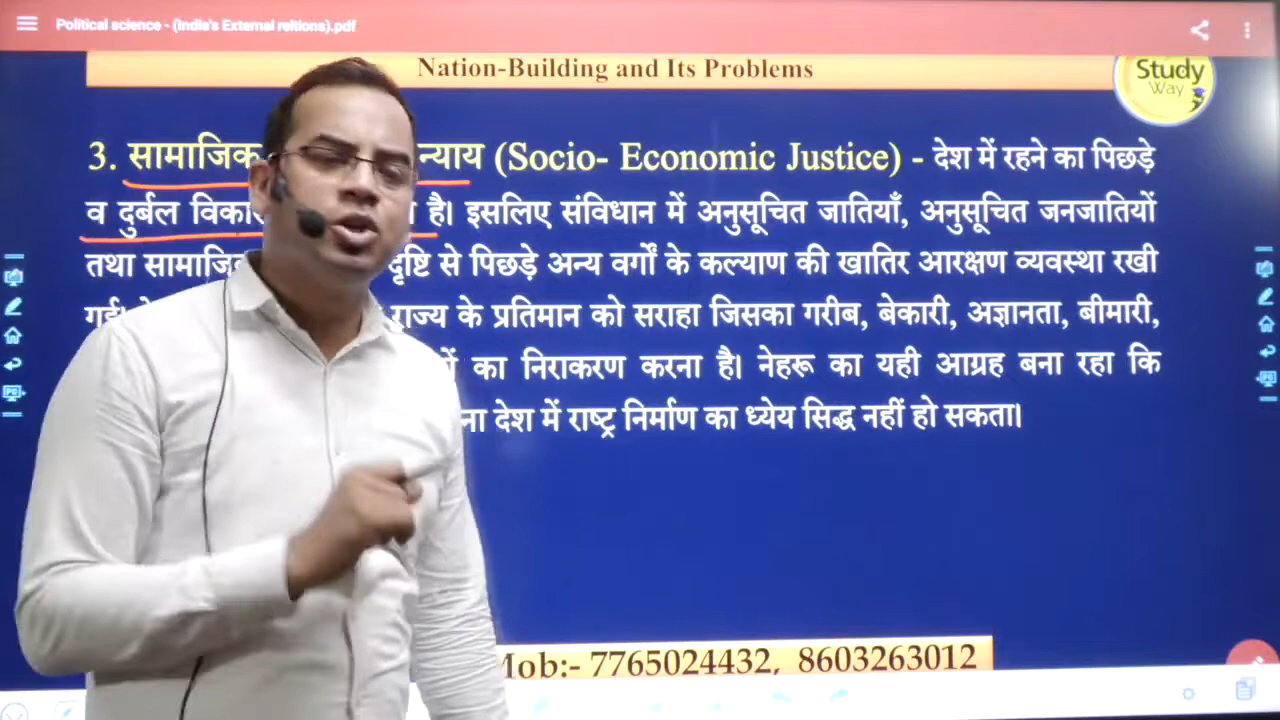 Political science - (India's External reltions).pdf
Nation-Building and Its Problems
Study
Way
3. सामाजिक न्याय (Socio- Economic Justice) - देश में रहने का पिछड़े
व दुर्बल है। इसलिए संविधान में अनुसूचित जातियाँ, अनुसूचित जनजातियों
तथा दृष्टि से पिछड़े अन्य वर्गों के कल्याण की खातिर आरक्षण व्यवस्था रखी
राज्य के प्रतिमान को सराहा जिसका गरीब, बेकारी, अज्ञानता, बीमारी,
का निराकरण करना है। नेहरू का यही आग्रह बना रहा कि
देश में राष्ट्र निर्माण का ध्येय सिद्ध नहीं हो सकता।
Mob:- 7765024432, 8603263012